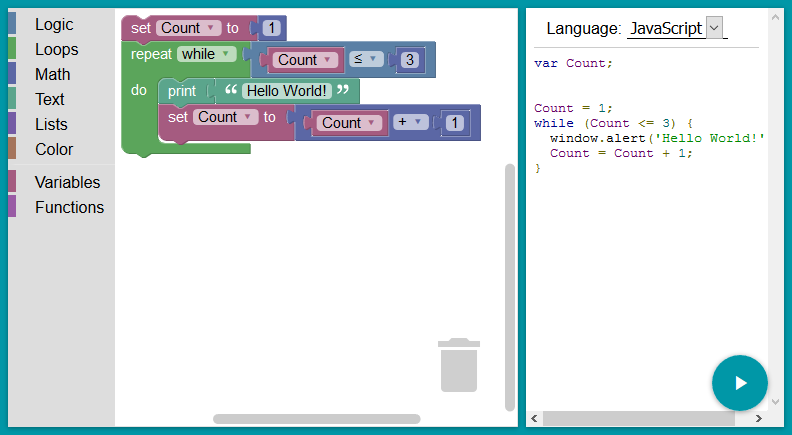 Logic
Loops
Math
Text
Lists
Color
Variables
Functions
set Count to 1
repeat while Count ≤ 3
do print “ Hello World! ”
set Count to Count + 1
Language: JavaScript
var Count;
Count = 1;
while (Count <= 3) {
window.alert('Hello World!'
Count = Count + 1;
}